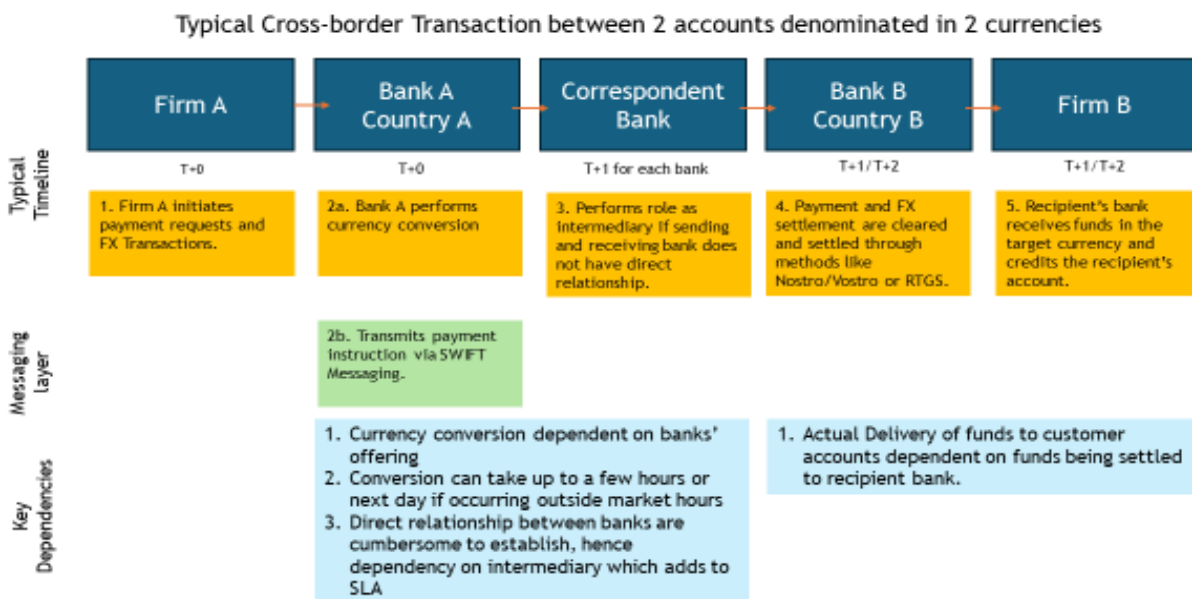 Typical Cross-border Transaction between 2 accounts denominated in 2 currencies
Firm A
Bank A
Country A
Correspondent
Bank
Bank B
Country B
Firm B
Typical
Timeline
T+0
T+0
T+1 for each bank
T+1/T+2
T+1/T+2
1. Firm A initiates
payment requests and
FX Transactions.
2a. Bank A performs
currency conversion
3. Performs role as
intermediary if sending
and receiving bank does
not have direct
relationship.
4. Payment and FX
settlement are cleared
and settled through
methods like
Nostro/Vostro or RTGS.
5. Recipient's bank
receives funds in the
target currency and
credits the recipient's
account.
Messaging
layer
2b. Transmits payment
instruction via SWIFT
Messaging.
Key
Dependencies
1. Currency conversion dependent on banks'
offering
2. Conversion can take up to a few hours or
next day if occurring outside market hours
3. Direct relationship between banks are
cumbersome to establish, hence
dependency on intermediary which adds to
SLA
1. Actual Delivery of funds to customer
accounts dependent on funds being settled
to recipient bank.